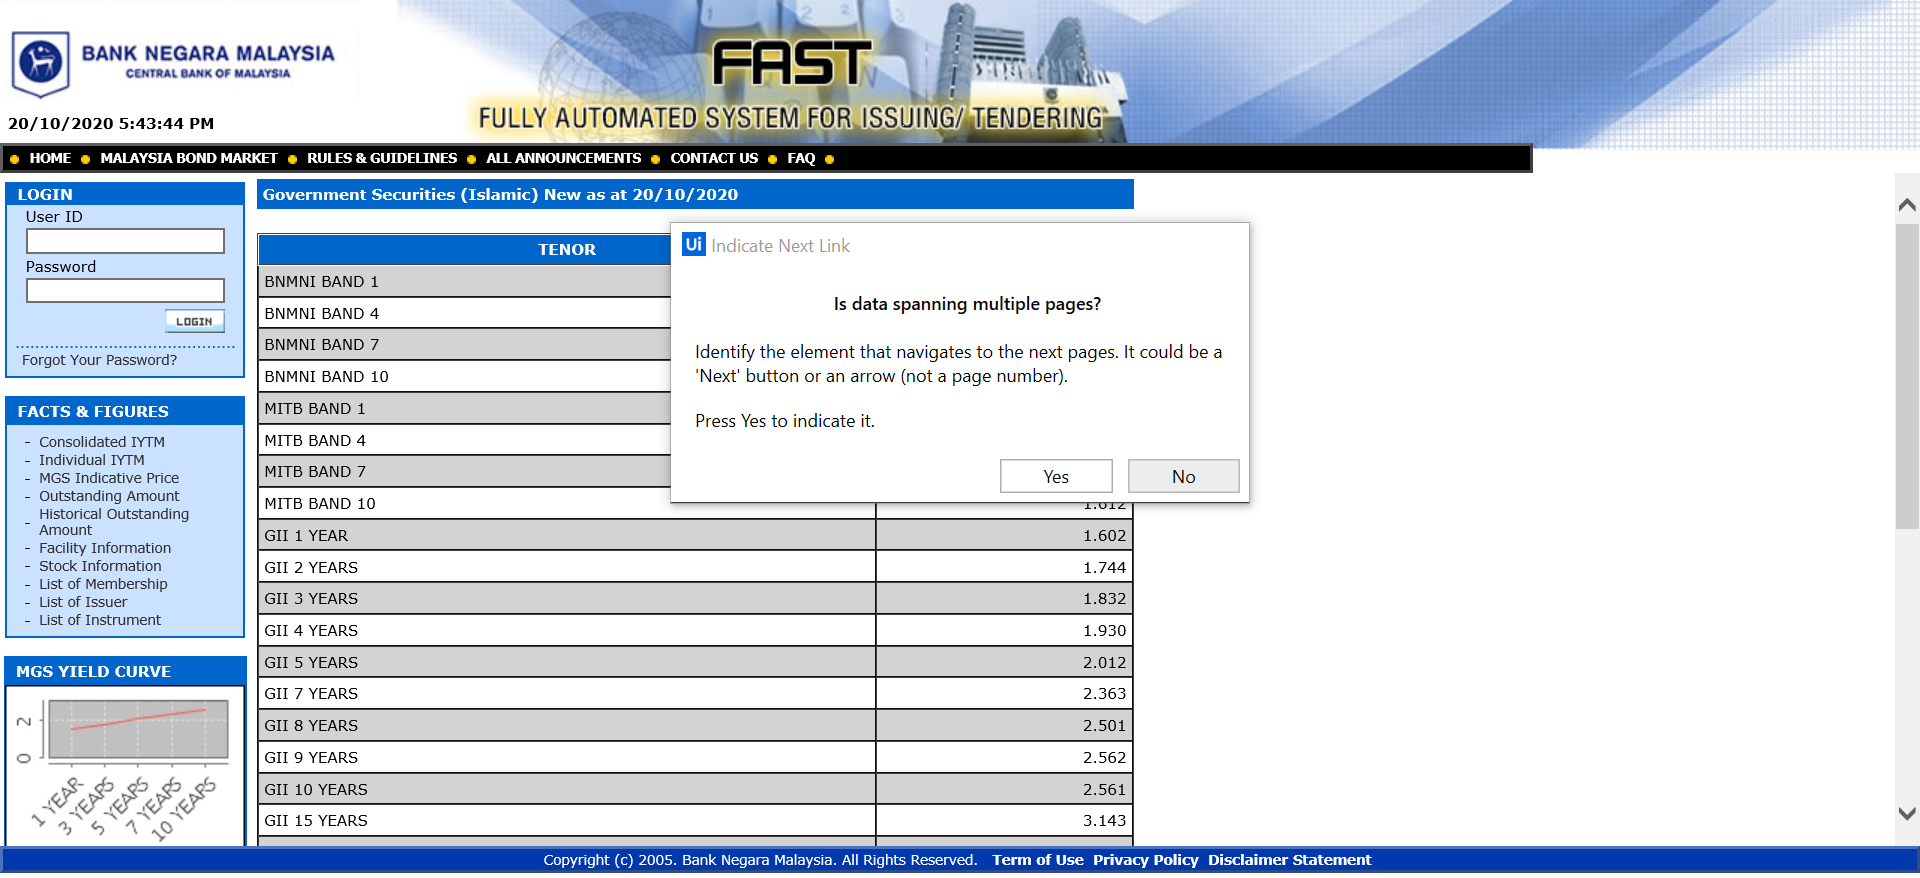 BANK NEGARA MALAYSIA
CENTRAL BANK OF MALAYSIA
FAST
FULLY AUTOMATED SYSTEM FOR ISSUING/ TENDERING
1 2 2 3
20/10/2020 5:43:44 PM
HOME MALAYSIA BOND MARKET RULES & GUIDELINES ALL ANNOUNCEMENTS CONTACT US FAQ
LOGIN
User ID
Password
LOGIN
Forgot Your Password?
FACTS & FIGURES
- Consolidated IYTM
- Individual IYTM
- MGS Indicative Price
- Outstanding Amount
- Historical Outstanding
Amount
- Facility Information
- Stock Information
- List of Membership
- List of Issuer
- List of Instrument
MGS YIELD CURVE
2
0
1 YEAR
3 YEARS
5 YEARS
7 YEARS
10 YEARS
Government Securities (Islamic) New as at 20/10/2020
TENOR
BNMNI BAND 1
BNMNI BAND 4
BNMNI BAND 7
BNMNI BAND 10
MITB BAND 1
MITB BAND 4
MITB BAND 7
MITB BAND 10 1.612
GII 1 YEAR 1.602
GII 2 YEARS 1.744
GII 3 YEARS 1.832
GII 4 YEARS 1.930
GII 5 YEARS 2.012
GII 7 YEARS 2.363
GII 8 YEARS 2.501
GII 9 YEARS 2.562
GII 10 YEARS 2.561
GII 15 YEARS 3.143
Ui Indicate Next Link
Is data spanning multiple pages?
Identify the element that navigates to the next pages. It could be a
'Next' button or an arrow (not a page number).
Press Yes to indicate it.
Yes No
Copyright (c) 2005. Bank Negara Malaysia. All Rights Reserved. Term of Use Privacy Policy Disclaimer Statement